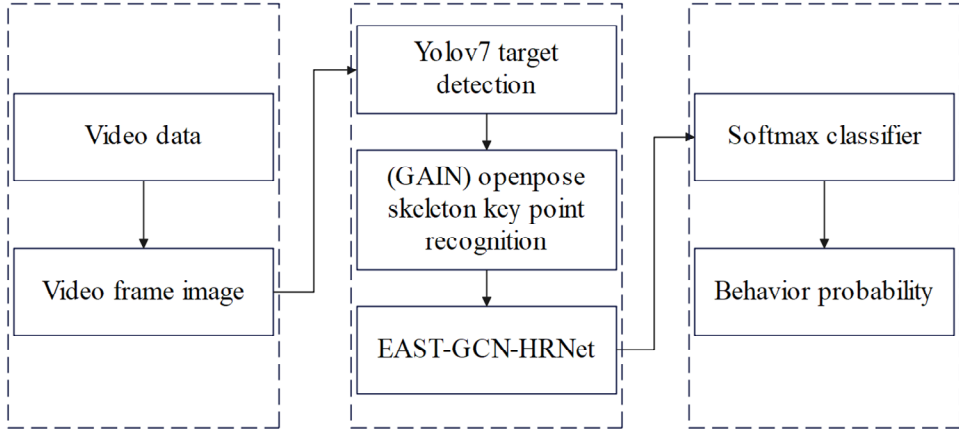 Video data
Video frame image
Yolov7 target
detection
(GAIN) openpose
skeleton key point
recognition
EAST-GCN-HRNet
Softmax classifier
Behavior probability